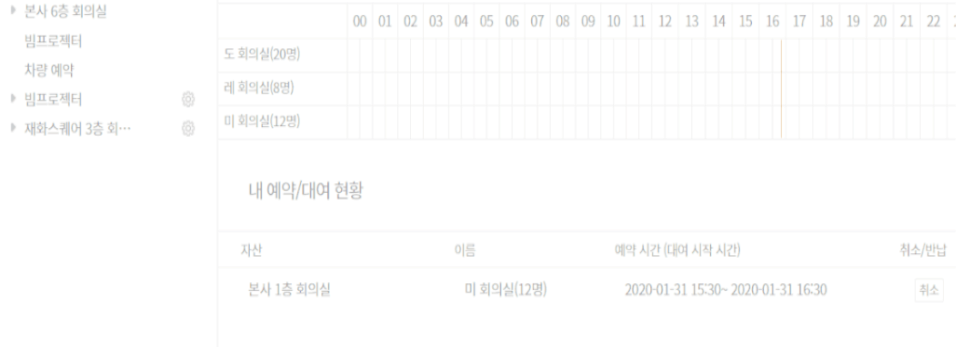 본사 6층 회의실
빔프로젝터
차량 예약
빔프로젝터
재화스퀘어 3층 회…
00 01 02 03 04 05 06 07 08 09 10 11 12 13 14 15 16 17 18 19 20 21 22
도 회의실(20명)
레 회의실(8명)
미 회의실(12명)
내 예약/대여 현황
자산 이름 예약 시간 (대여 시작 시간) 취소/반납
본사 1층 회의실 미 회의실(12명) 2020-01-31 15:30~ 2020-01-31 16:30 취소